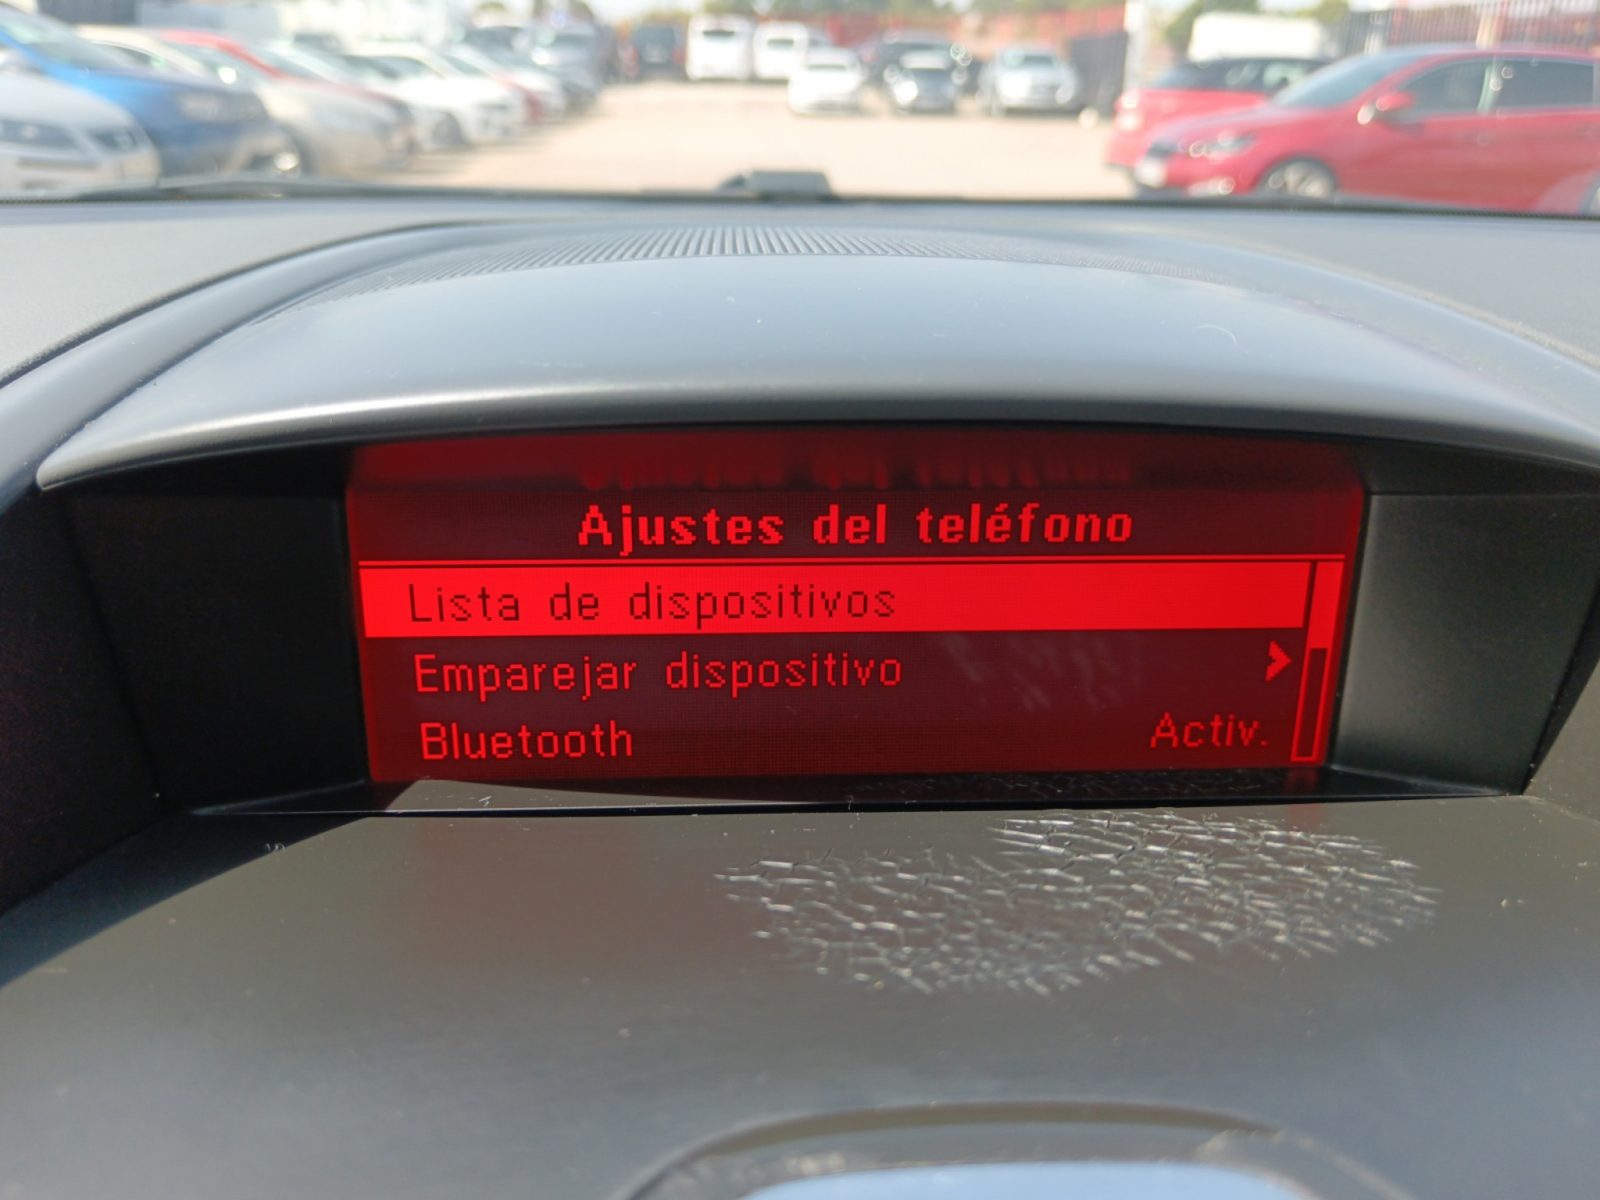 Ajustes del teléfono
Lista de dispositivos
Emparejar dispositivo
Bluetooth Activ.